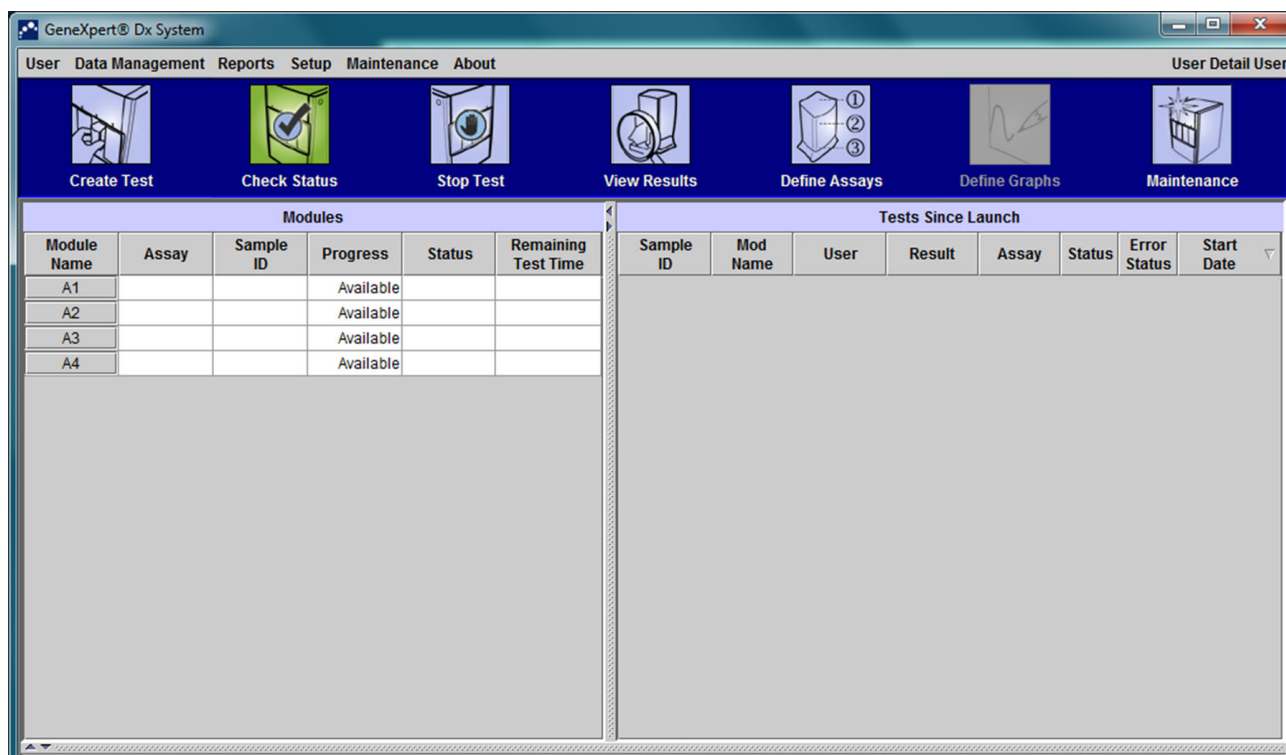 GeneXpert® Dx System
User Data Management Reports Setup Maintenance About User Detail User
① 
② 
③
Create Test Check Status Stop Test View Results Define Assays Define Graphs Maintenance
Modules
Module Name Assay Sample ID Progress Status Remaining Test Time
A1 Available
A2 Available
A3 Available
A4 Available
Tests Since Launch
Sample ID Mod Name User Result Assay Status Error Status Start Date